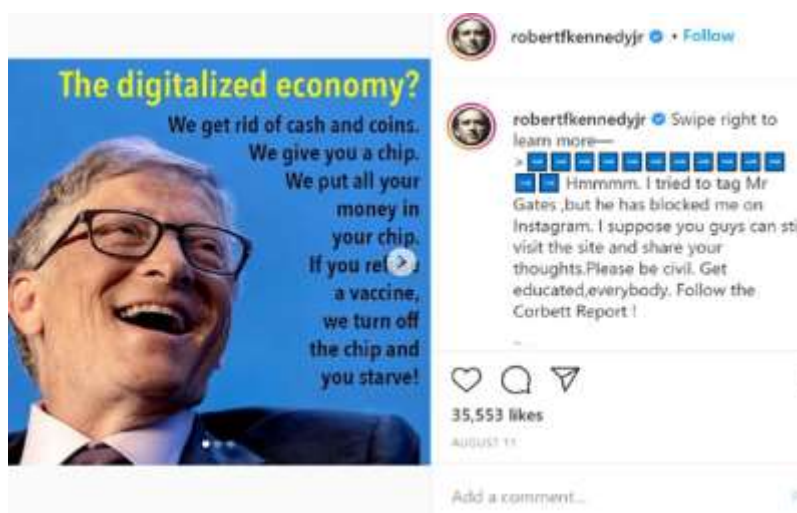 The digitalized economy?
We get rid of cash and coins.
We give you a chip.
We put all your
money in
your chip.
If you
a vaccine,
we turn off
the chip and
you starve!
robertfkennedyjr • Follow
robertfkennedyjr Swipe right to
learn more—
>
Hmmmm. I tried to tag Mr
Gates ,but he has blocked me on
Instagram. I suppose you guys can
visit the site and share your
thoughts.Please be civil. Get
educated,everybody. Follow the
Corbett Report !
35,553 likes
AUGUST 11
Add a comment...